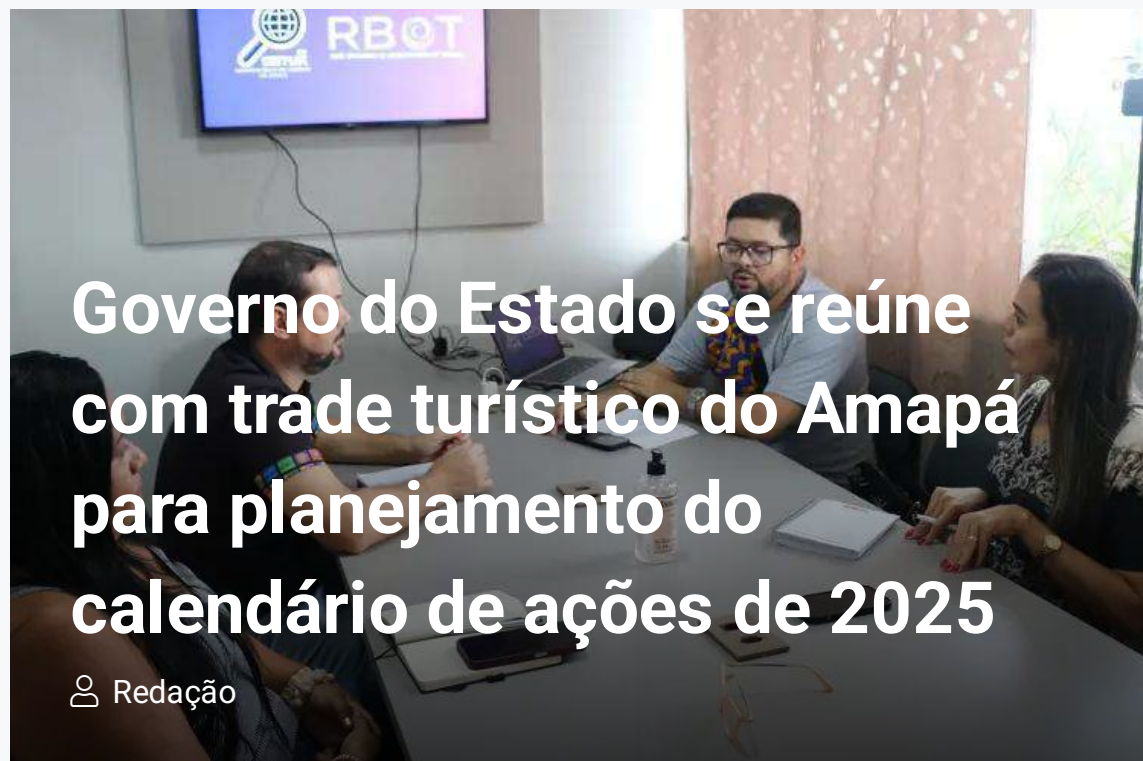 RBOT
Governo do Estado se reúne
com trade turístico do Amapá
para planejamento do
calendário de ações de 2025
Redação